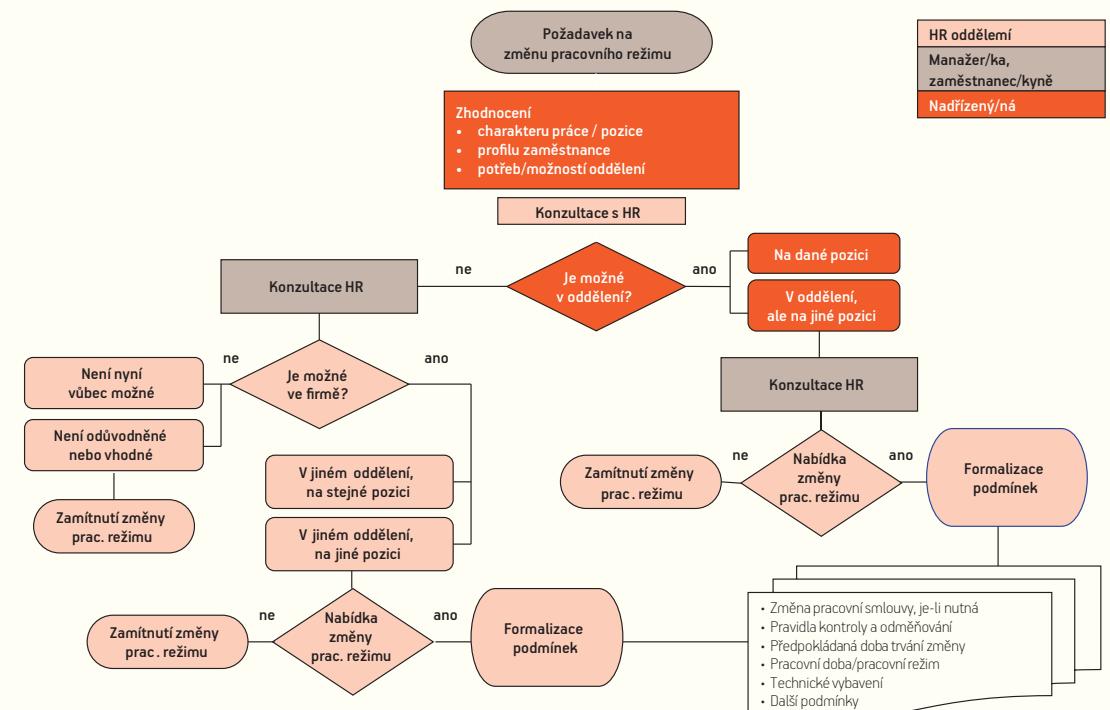 Požadavek na
změnu pracovního režimu
HR oddělemí
Manažer/ka,
zaměstnanec/kyně
Nadřízený/ná
Zhodnocení
• charakteru práce / pozice
• profilu zaměstnance
• potřeb/možností oddělení
Konzultace s HR
Je možné
v oddělení?
ne
ano
Na dané pozici
V oddělení,
ale na jiné pozici
Konzultace HR
Konzultace HR
Je možné
ve firmě?
ne
ano
Není nyní
vůbec možné
Není odůvodněné
nebo vhodné
Zamítnutí změny
prac. režimu
V jiném oddělení,
na stejné pozici
V jiném oddělení,
na jiné pozici
Nabídka
změny
prac. režimu
ne
ano
Zamítnutí změny
prac. režimu
Formalizace
podmínek
Nabídka
změny
prac. režimu
ne
ano
Zamítnutí změny
prac. režimu
Formalizace
podmínek
• Změna pracovní smlouvy, je-li nutná
• Pravidla kontroly a odměňování
• Předpokládaná doba trvání změny
• Pracovní doba/pracovní režim
• Technické vybavení
• Další podmínky